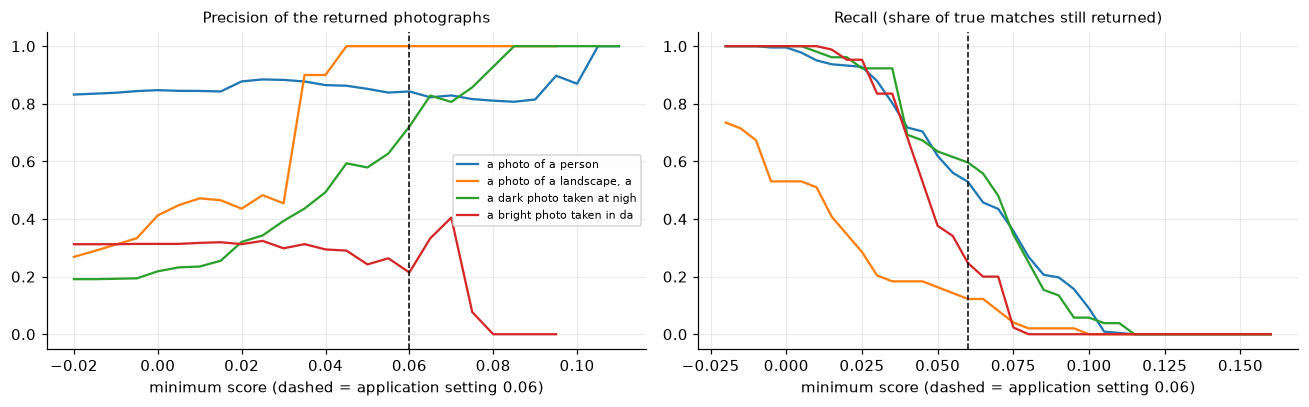 Precision of the returned photographs
1.0
0.8
0.6
0.4
0.2
0.0
−0.02 0.00 0.02 0.04 0.06 0.08 0.10
minimum score (dashed = application setting 0.06)
a photo of a person
a photo of a landscape, a
a dark photo taken at nigh
a bright photo taken in da
Recall (share of true matches still returned)
1.0
0.8
0.6
0.4
0.2
0.0
−0.025 0.000 0.025 0.050 0.075 0.100 0.125 0.150
minimum score (dashed = application setting 0.06)